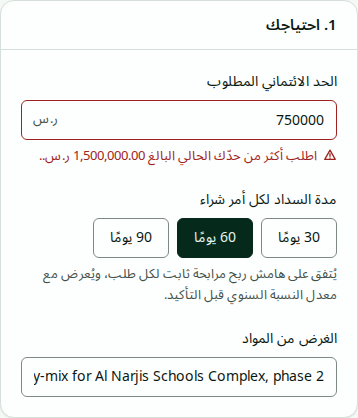 1. احتياجك
الحد الائتماني المطلوب
750000 ر.س
اطلب أكثر من حدّك الحالي البالغ 1,500,000.00 ر.س..
مدة السداد لكل أمر شراء
30 يومًا 60 يومًا 90 يومًا
يُتفق على هامش ربح مرابحة ثابت لكل طلب، ويُعرض مع
معدل النسبة السنوي قبل التأكيد.
الغرض من المواد
y-mix for Al Narjis Schools Complex, phase 2